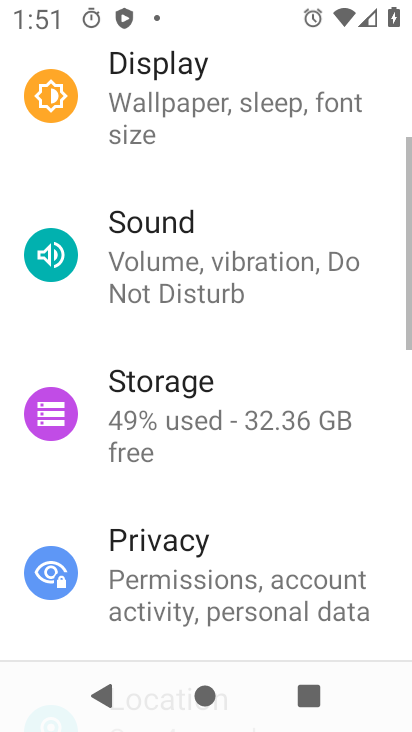 1:51
Display
Wallpaper, sleep, font
size
Sound
Volume, vibration, Do
Not Disturb
Storage
49% used - 32.36 GB
free
Privacy
Permissions, account
activity, personal data
Location